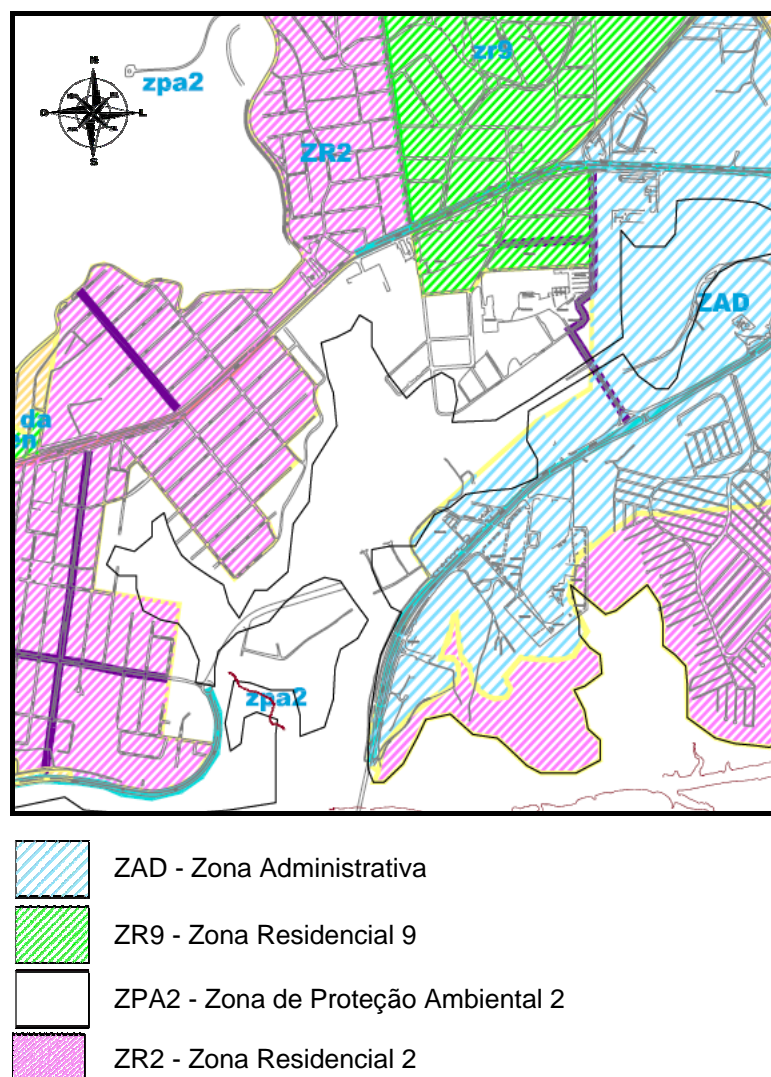 N
zpa2
zr9
O
L
S
ZR2
ZAD
da
zpa2
ZAD - Zona Administrativa
ZR9 - Zona Residencial 9
ZPA2 - Zona de Proteção Ambiental 2
ZR2 - Zona Residencial 2